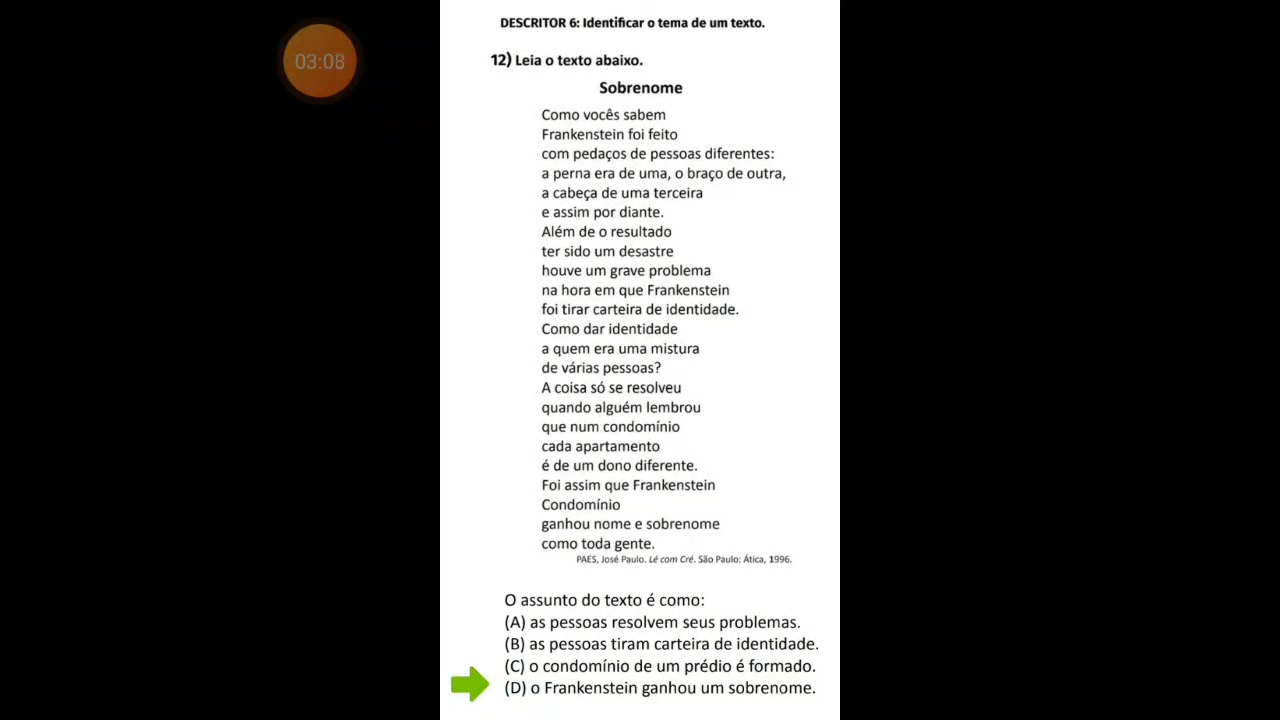 03:08
DESCRITOR 6: Identificar o tema de um texto.
12) Leia o texto abaixo.
Sobrenome
Como vocês sabem
Frankenstein foi feito
com pedaços de pessoas diferentes:
a perna era de uma, o braço de outra,
a cabeça de uma terceira
e assim por diante.
Além de o resultado
ter sido um desastre
houve um grave problema
na hora em que Frankenstein
foi tirar carteira de identidade.
Como dar identidade
a quem era uma mistura
de várias pessoas?
A coisa só se resolveu
quando alguém lembrou
que num condomínio
cada apartamento
é de um dono diferente.
Foi assim que Frankenstein
Condomínio
ganhou nome e sobrenome
como toda gente.
PAES, José Paulo. Lé com Cré. São Paulo: Ática, 1996.
O assunto do texto é como:
(A) as pessoas resolvem seus problemas.
(B) as pessoas tiram carteira de identidade.
(C) o condomínio de um prédio é formado.
(D) o Frankenstein ganhou um sobrenome.